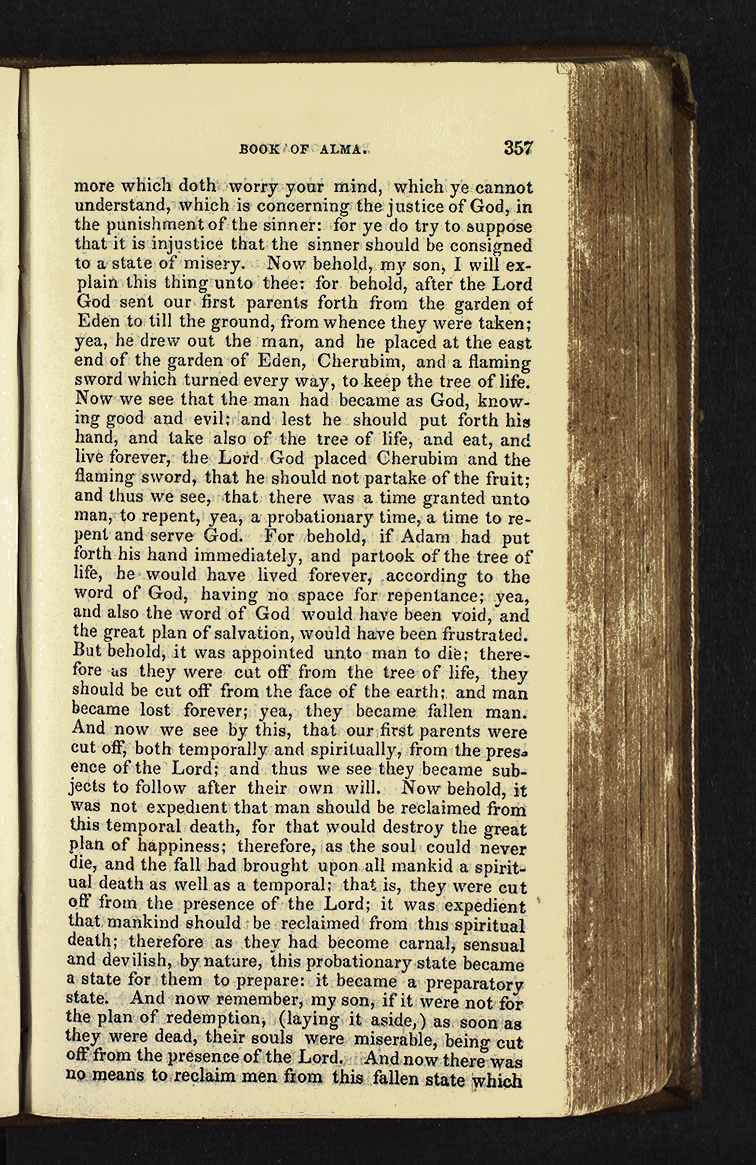 BOOK OF ALMA. 357
more which doth worry your mind, which ye cannot
understand, which is concerning the justice of God, in
the punishment of the sinner: for ye do try to suppose
that it is injustice that the sinner should be consigned
to a state of misery. Now behold, my son, I will ex-
plain this thing unto thee: for behold, after the Lord
God sent our first parents forth from the garden of
Eden to till the ground, from whence they were taken;
yea, he drew out the man, and he placed at the east
end of the garden of Eden, Cherubim, and a flaming
sword which turned every way, to keep the tree of life.
Now we see that the man had became as God, know-
ing good and evil: and lest he should put forth his
hand, and take also of the tree of life, and eat, and
live forever, the Lord God placed Cherubim and the
flaming sword, that he should not partake of the fruit;
and thus we see, that there was a time granted unto
man, to repent, yea, a probationary time, a time to re-
pent and serve God. For behold, if Adam had put
forth his hand immediately, and partook of the tree of
life, he would have lived forever, according to the
word of God, having no space for repentance; yea,
and also the word of God would have been void, and
the great plan of salvation, would have been frustrated.
But behold, it was appointed unto man to die; there-
fore as they were cut off from the tree of life, they
should be cut off from the face of the earth; and man
became lost forever; yea, they became fallen man.
And now we see by this, that our first parents were
cut off, both temporally and spiritually, from the pres-
ence of the Lord; and thus we see they became sub-
jects to follow after their own will. Now behold, it
was not expedient that man should be reclaimed from
this temporal death, for that would destroy the great
plan of happiness; therefore, as the soul could never
die, and the fall had brought upon all mankid a spirit-
ual death as well as a temporal; that is, they were cut
off from the presence of the Lord; it was expedient
that mankind should be reclaimed from this spiritual
death; therefore as they had become carnal, sensual
and devilish, by nature, this probationary state became
a state for them to prepare: it became a preparatory
state. And now remember, my son, if it were not for
the plan of redemption, (laying it aside,) as soon as
they were dead, their souls were miserable, being cut
off from the presence of the Lord. And now there was
no means to reclaim men from this fallen state which